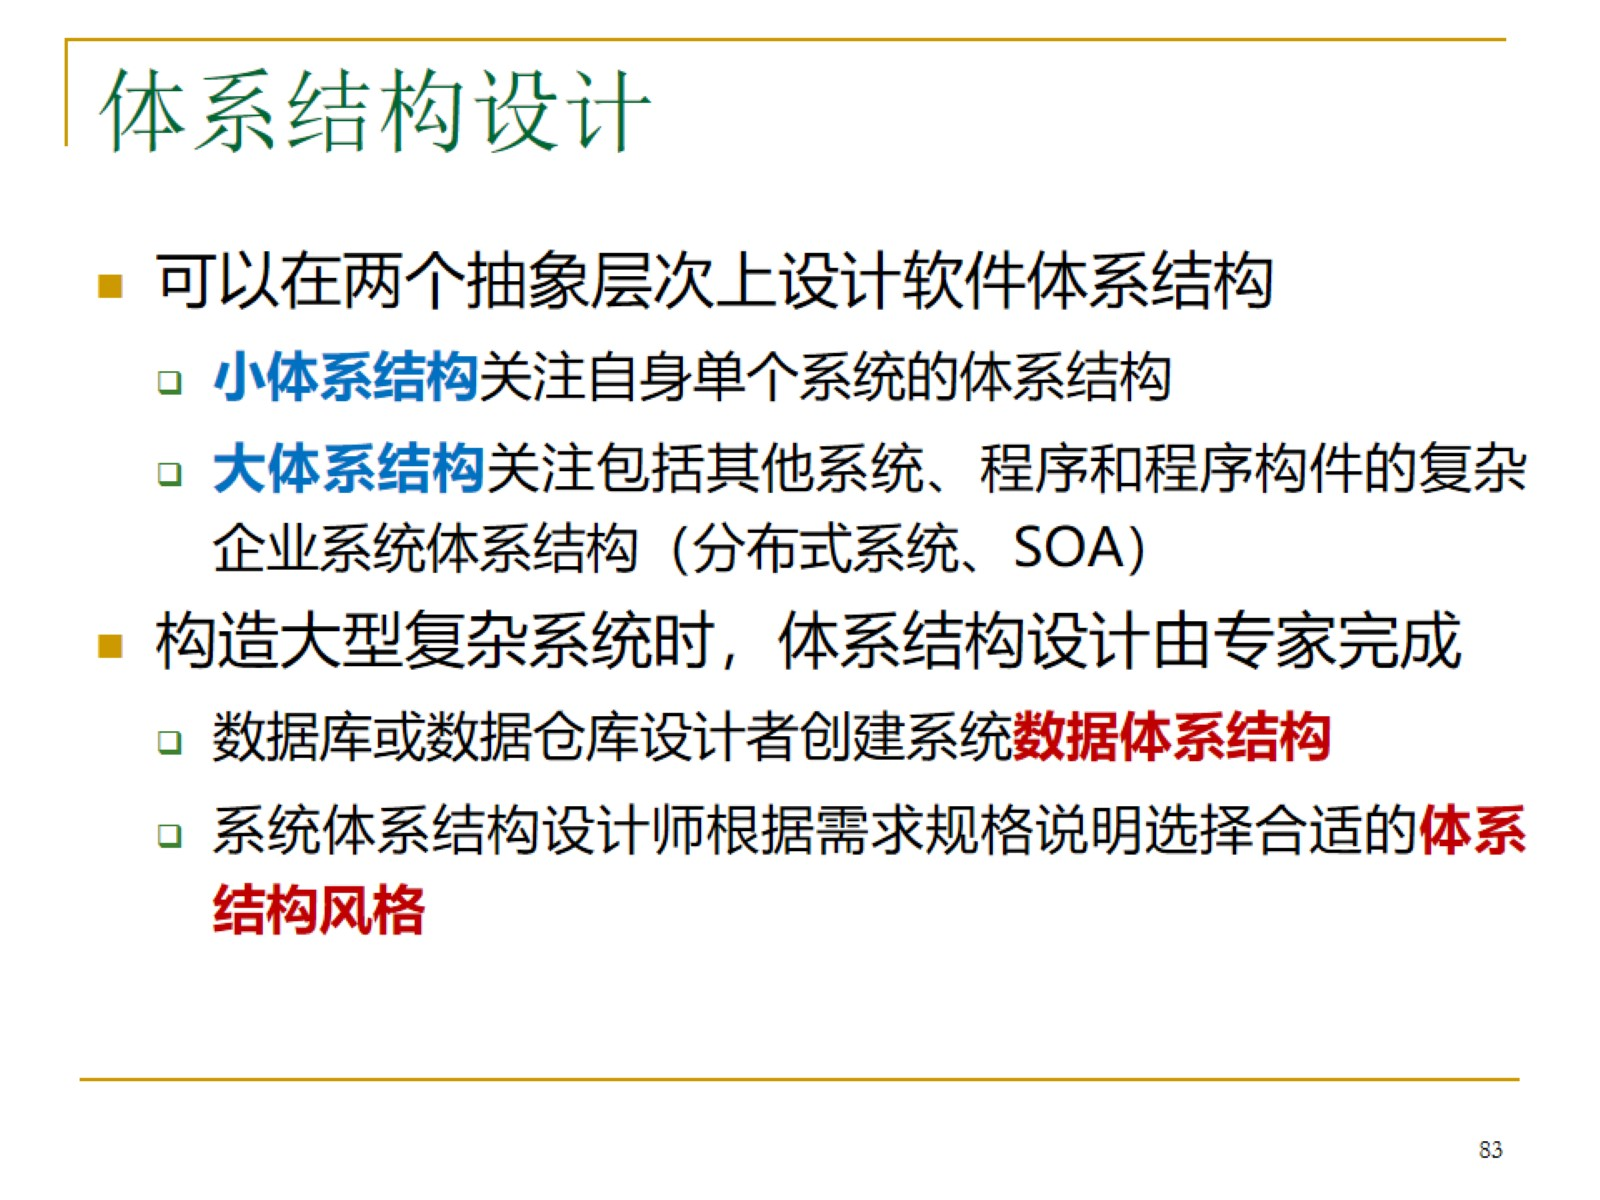 体系结构设计
可以在两个抽象层次上设计软件体系结构
小体系结构关注自身单个系统的体系结构
大体系结构关注包括其他系统、程序和程序构件的复杂
企业系统体系结构（分布式系统、SOA）
构造大型复杂系统时，体系结构设计由专家完成
数据库或数据仓库设计者创建系统数据体系结构
系统体系结构设计师根据需求规格说明选择合适的体系
结构风格
83